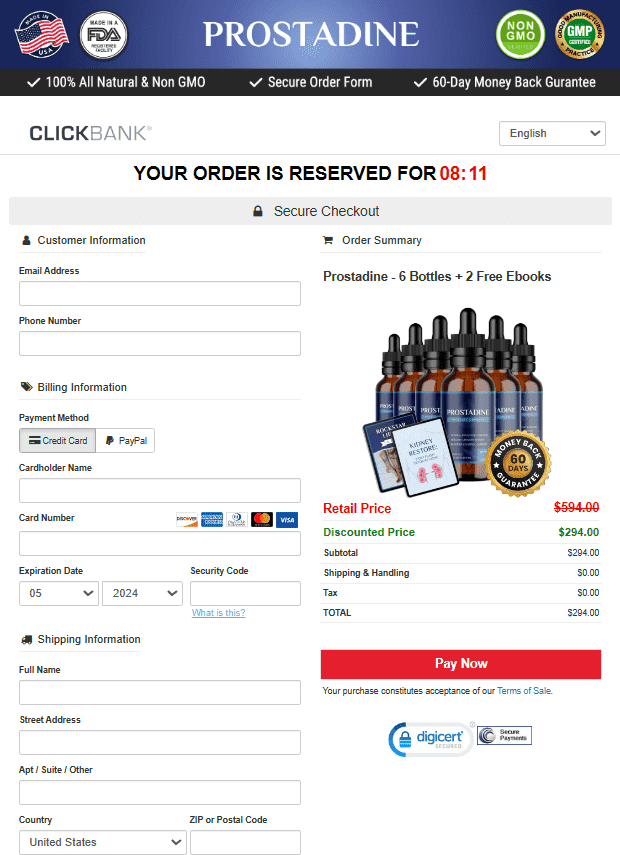 MADE IN
USA
MADE IN A
FDA
REGISTERED
FACILITY
PROSTADINE
NON
GMO
VERIFIED
GOOD MANUFACTURING
GMP
CERTIFIED
PRACTICE
100% All Natural & Non GMO
Secure Order Form
60-Day Money Back Gurantee
CLICKBANK®
English
YOUR ORDER IS RESERVED FOR 08:11
Secure Checkout
Customer Information
Email Address
Phone Number
Billing Information
Payment Method
Credit Card
PayPal
Cardholder Name
Card Number
DISCOVER
AMERICAN EXPRESS
MasterCard
VISA
Expiration Date
Security Code
05
2024
What is this?
Shipping Information
Full Name
Street Address
Apt / Suite / Other
Country
ZIP or Postal Code
United States
Order Summary
Prostadine - 6 Bottles + 2 Free Ebooks
PROSTADINE
ROCKSTAR
KIDNEY
RESTORE:
MONEY BACK
60
DAYS
GUARANTEE
Retail Price
$594.00
Discounted Price
$294.00
Subtotal
$294.00
Shipping & Handling
$0.00
Tax
$0.00
TOTAL
$294.00
Pay Now
Your purchase constitutes acceptance of our Terms of Sale.
digicert®
SECURED
Secure
Payments